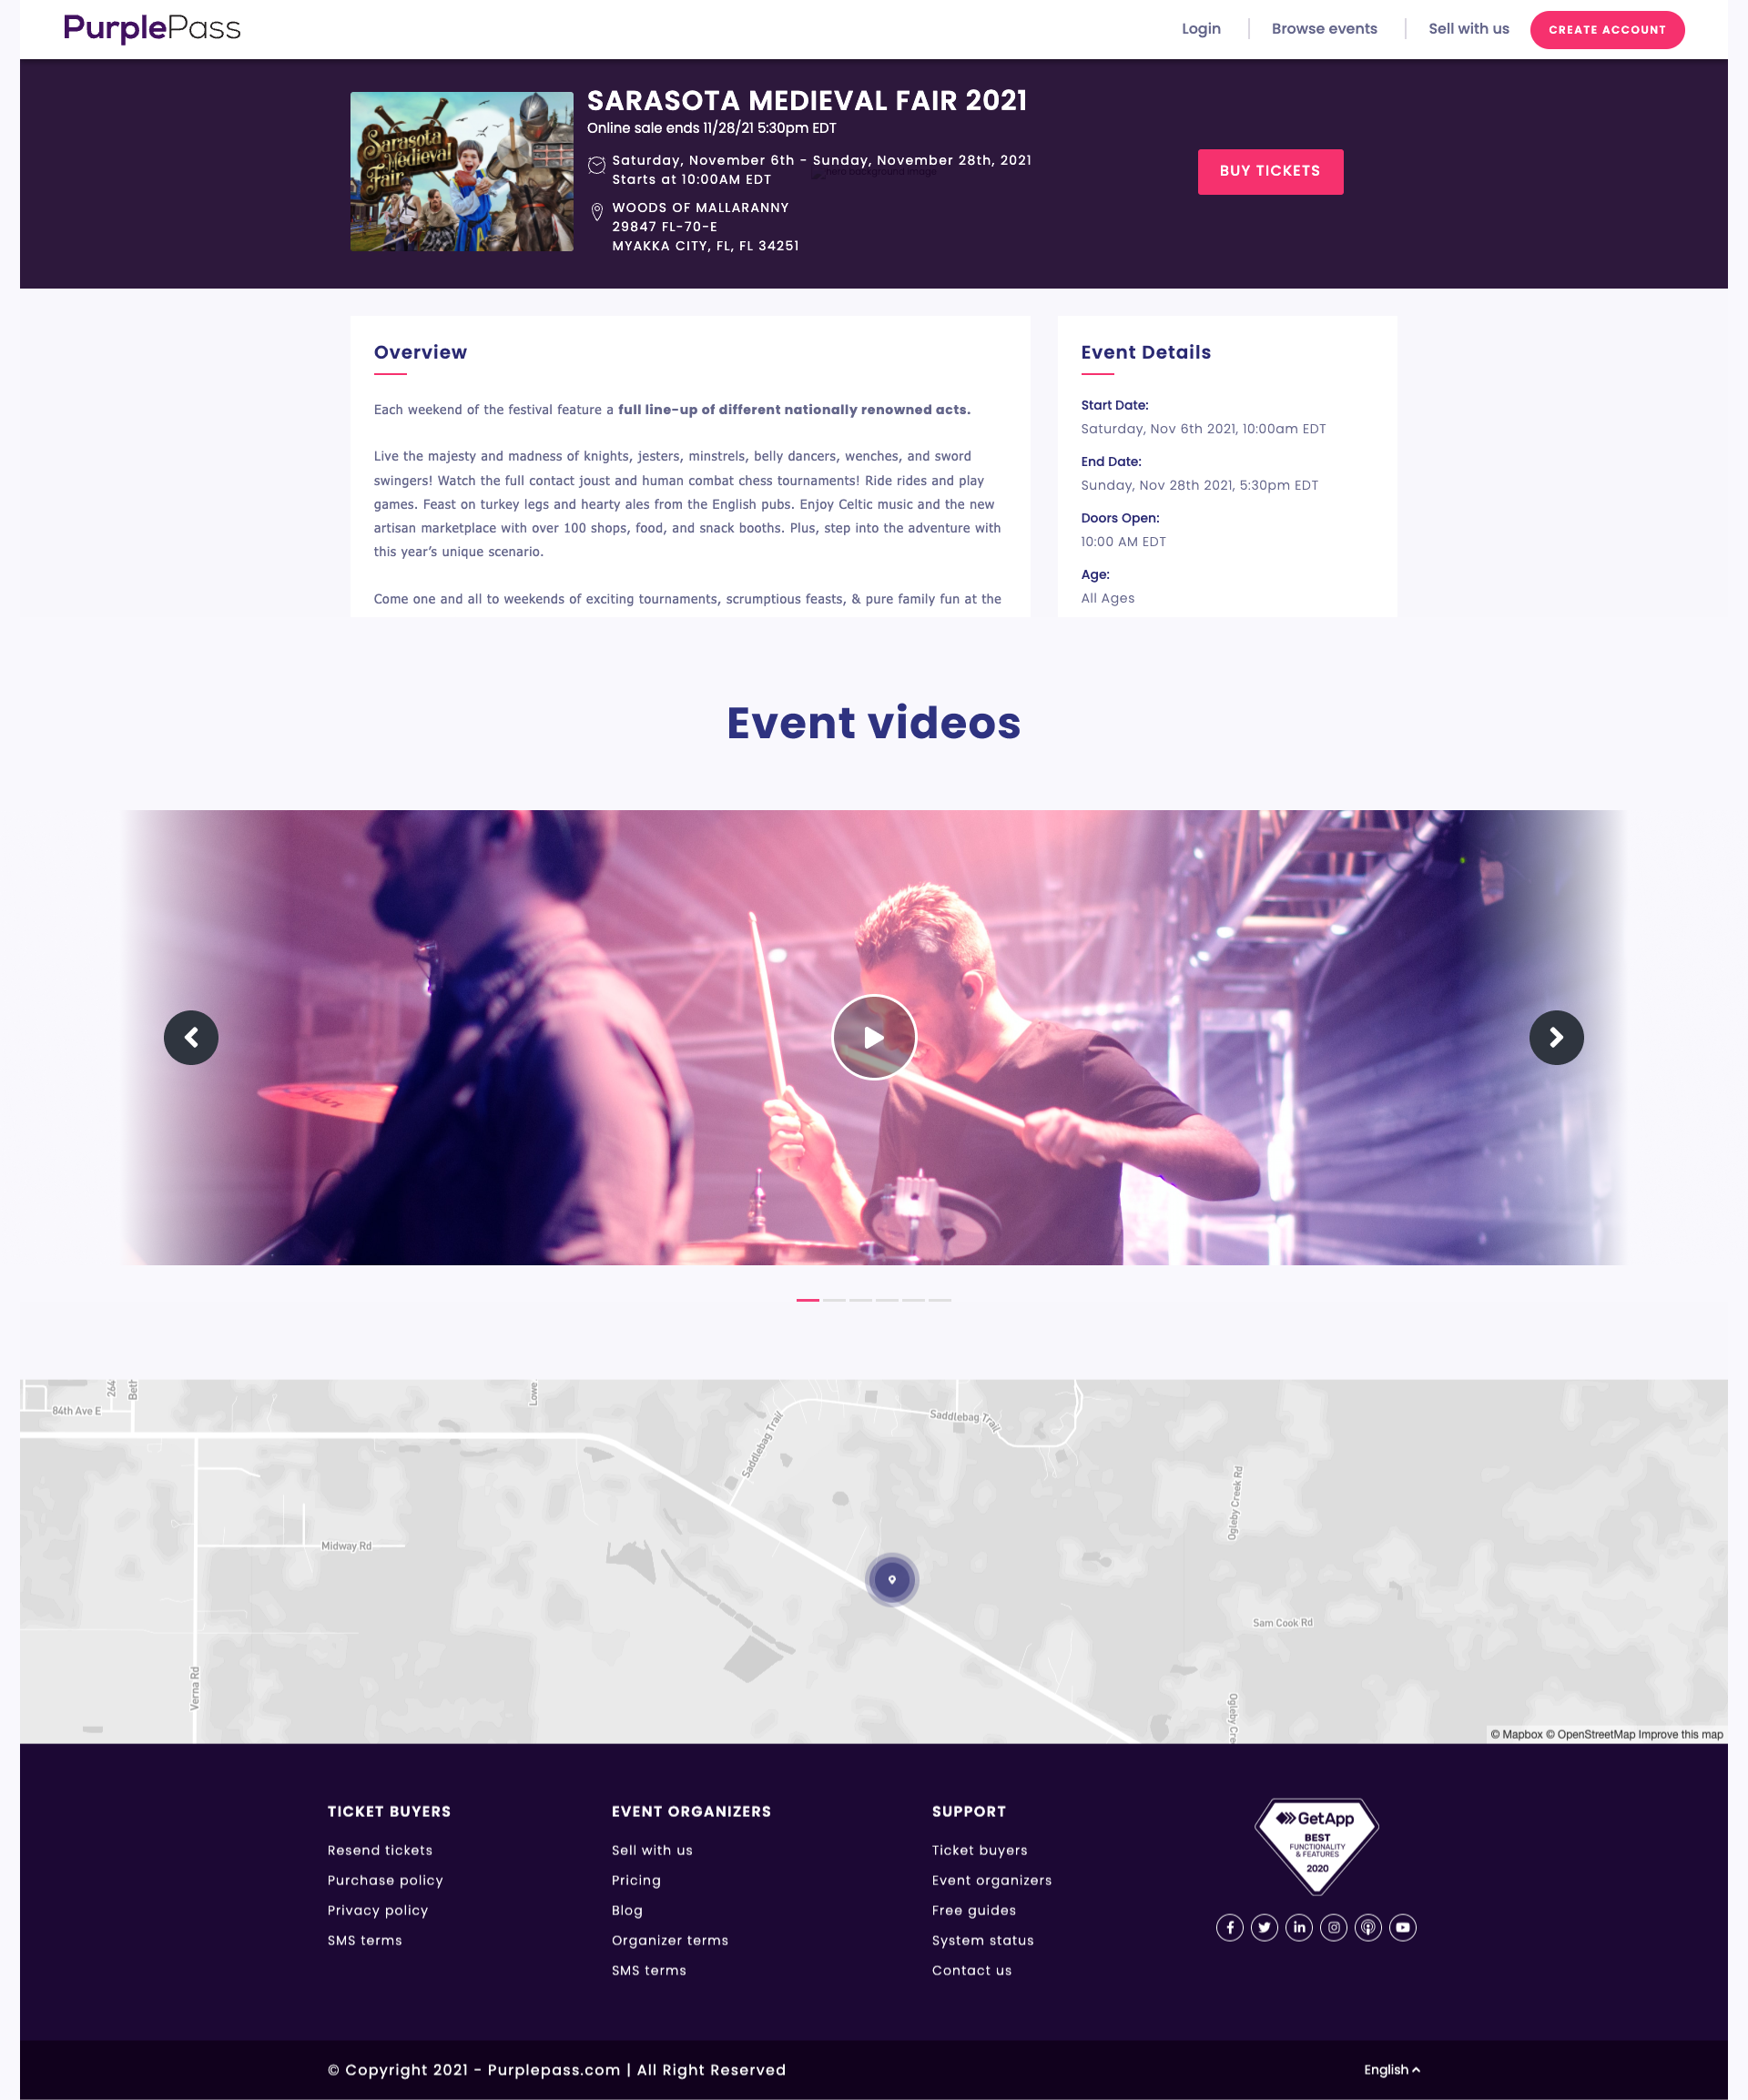 PurplePass
Login
Browse events
Sell with us
CREATE ACCOUNT
Sarasota
Medieval
Fair
SARASOTA MEDIEVAL FAIR 2021
Online sale ends 11/28/21 5:30pm EDT
Saturday, November 6th - Sunday, November 28th, 2021
Starts at 10:00AM EDT
hero background image
WOODS OF MALLARANNY
29847 FL-70-E
MYAKKA CITY, FL, FL 34251
BUY TICKETS
Overview
Each weekend of the festival feature a full line-up of different nationally renowned acts.
Live the majesty and madness of knights, jesters, minstrels, belly dancers, wenches, and sword
swingers! Watch the full contact joust and human combat chess tournaments! Ride rides and play
games. Feast on turkey legs and hearty ales from the English pubs. Enjoy Celtic music and the new
artisan marketplace with over 100 shops, food, and snack booths. Plus, step into the adventure with
this year’s unique scenario.
Come one and all to weekends of exciting tournaments, scrumptious feasts, & pure family fun at the
Event Details
Start Date:
Saturday, Nov 6th 2021, 10:00am EDT
End Date:
Sunday, Nov 28th 2021, 5:30pm EDT
Doors Open:
10:00 AM EDT
Age:
All Ages
Event videos
84th Ave E
264
Beth
Lowe
Saddlebag Trail
Saddlebag Trail
Ogleby Creek Rd
Midway Rd
Sam Cook Rd
Verna Rd
Ogleby Cre
© Mapbox © OpenStreetMap Improve this map
TICKET BUYERS
Resend tickets
Purchase policy
Privacy policy
SMS terms
EVENT ORGANIZERS
Sell with us
Pricing
Blog
Organizer terms
SMS terms
SUPPORT
Ticket buyers
Event organizers
Free guides
System status
Contact us
GetApp
BEST
FUNCTIONALITY
& FEATURES
2020
© Copyright 2021 - Purplepass.com | All Right Reserved
English